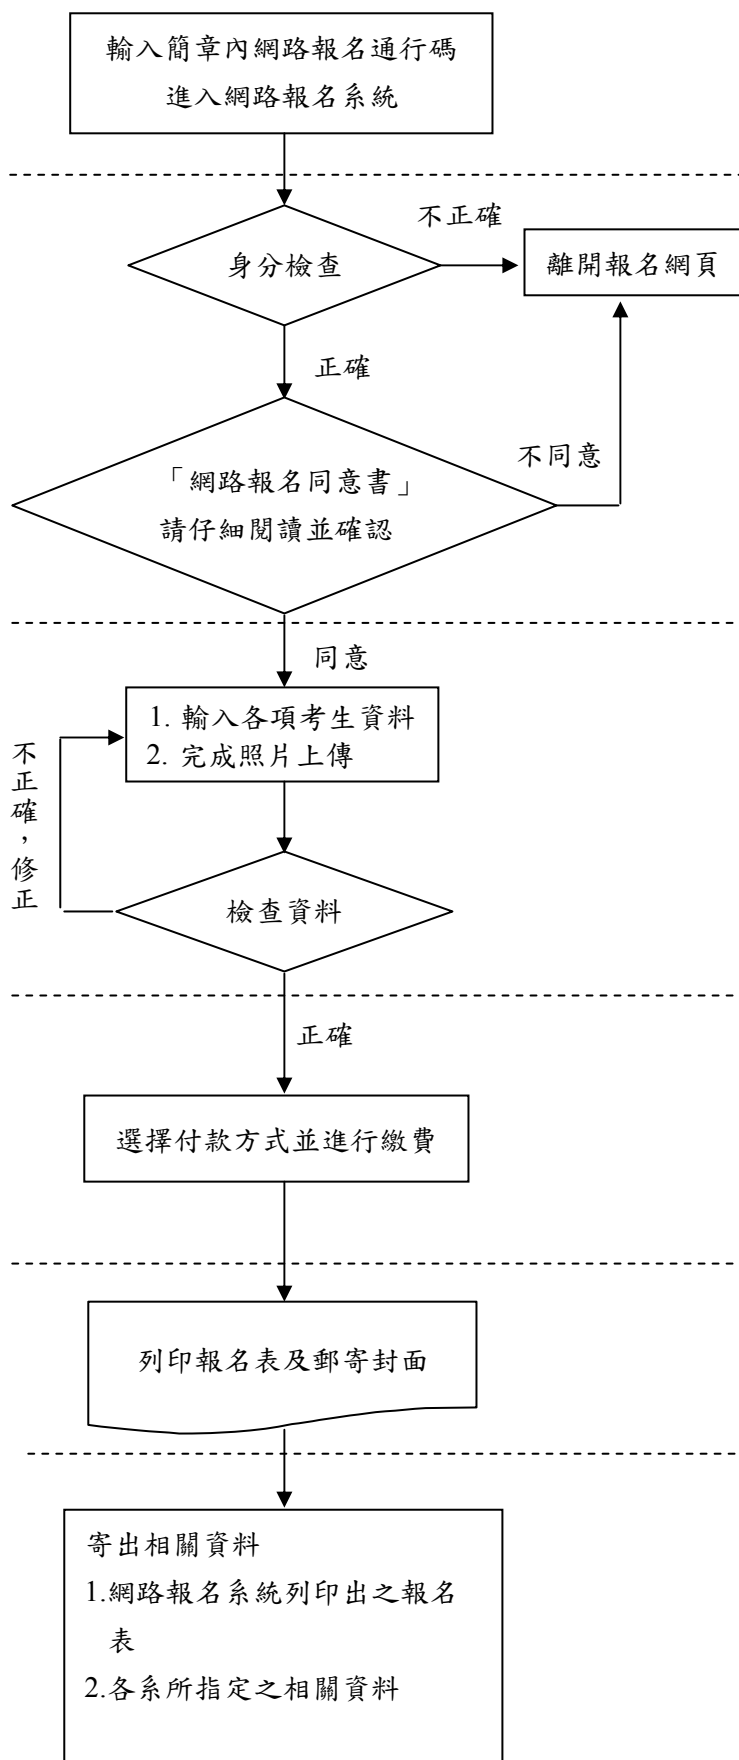 輸入簡章內網路報名通行碼
進入網路報名系統
不正確
身分檢查
離開報名網頁
正確
不同意
「網路報名同意書」
請仔細閱讀並確認
同意
1. 輸入各項考生資料
2. 完成照片上傳
不正確，修正
檢查資料
正確
選擇付款方式並進行繳費
列印報名表及郵寄封面
寄出相關資料
1.網路報名系統列印出之報名
表
2.各系所指定之相關資料